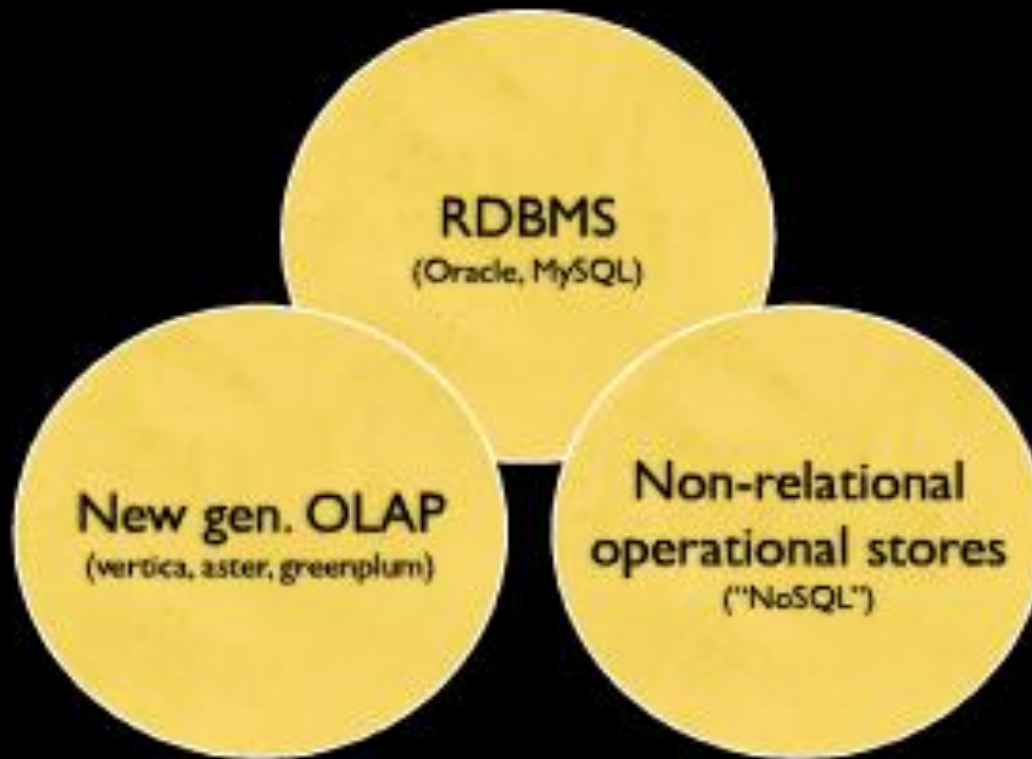 RDBMS
(Oracle, MySQL)
New gen. OLAP
(vertica, aster, greenplum)
Non-relational
operational stores
("NoSQL")